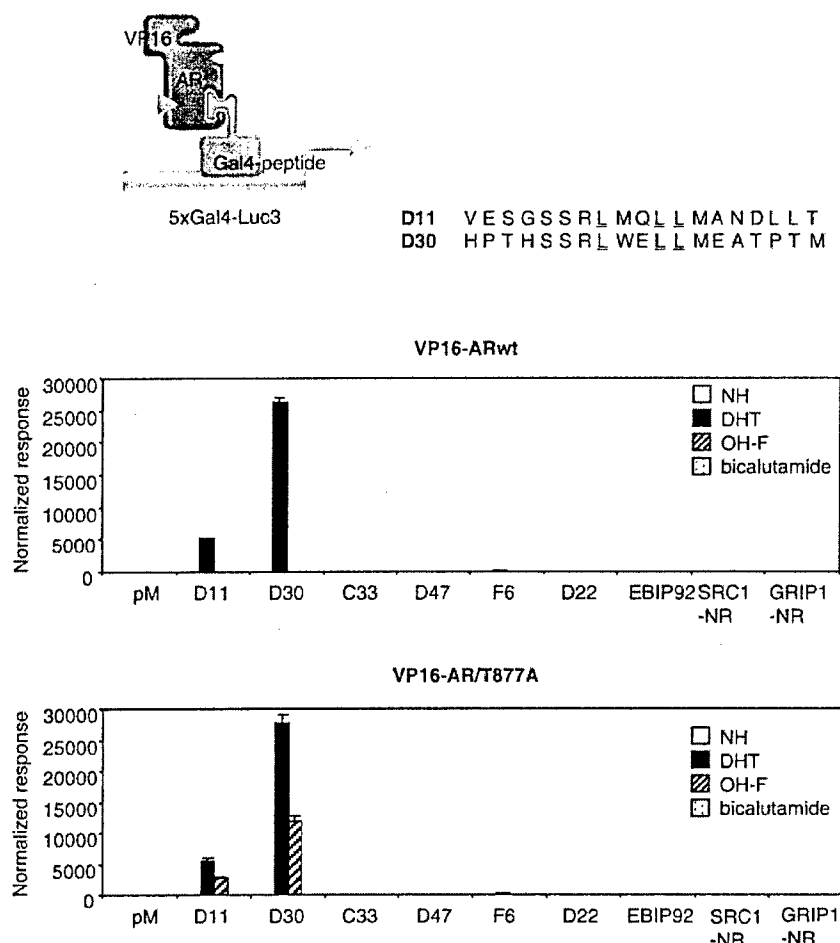 VP16
AR
Gal4-peptide
5xGal4-Luc3
D11 V E S G S S R L M Q L L M A N D L L T
D30 H P T H S S R L W E L L M E A T P T M
VP16-ARwt
Normalized response
30000
25000
20000
15000
10000
5000
0
NH
DHT
OH-F
bicalutamide
pM D11 D30 C33 D47 F6 D22 EBIP92 SRC1 GRIP1
-NR -NR
VP16-AR/T877A
Normalized response
30000
25000
20000
15000
10000
5000
0
NH
DHT
OH-F
bicalutamide
pM D11 D30 C33 D47 F6 D22 EBIP92 SRC1 GRIP1
-NR -NR